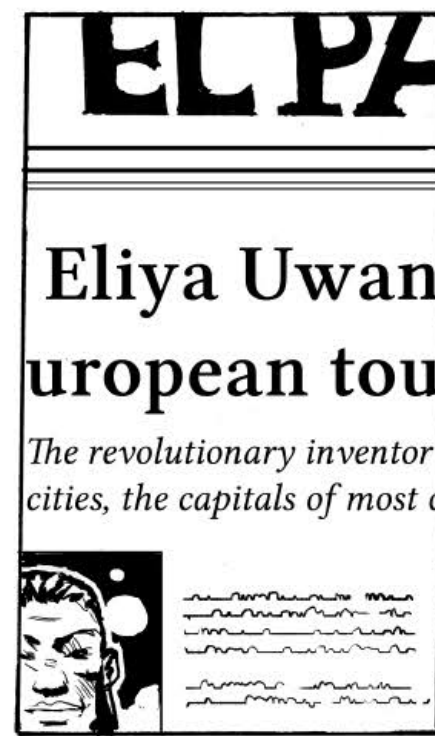 EL PA
Eliya Uwan
uropean tou
The revolutionary inventor
cities, the capitals of most c